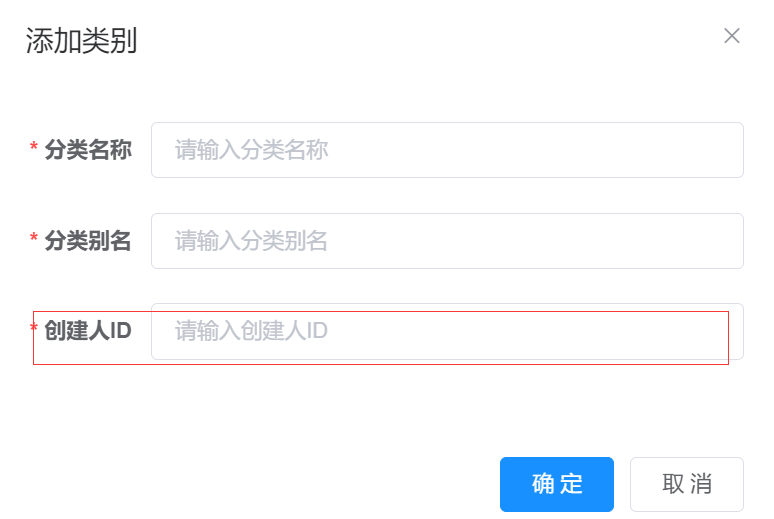 添加类别
* 分类名称 请输入分类名称
* 分类别名 请输入分类别名
* 创建人ID 请输入创建人ID
确 定 取 消